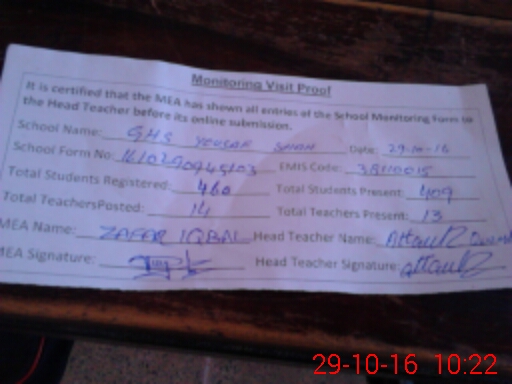 Monitoring Visit Proof
It is certified that the MEA has shown all entries of the School Monitoring Form to
the Head Teacher before its online submission.
School Name: GHS YOUSAF SHAH Date: 29-10-16
School Form No: EMIS Code:
Total Students Registered: 460 Total Students Present: 409
Total TeachersPosted: 14 Total Teachers Present: 13
MEA Name: ZAFAR IQBAL Head Teacher Name:
MEA Signature: Head Teacher Signature:
29-10-16 10:22